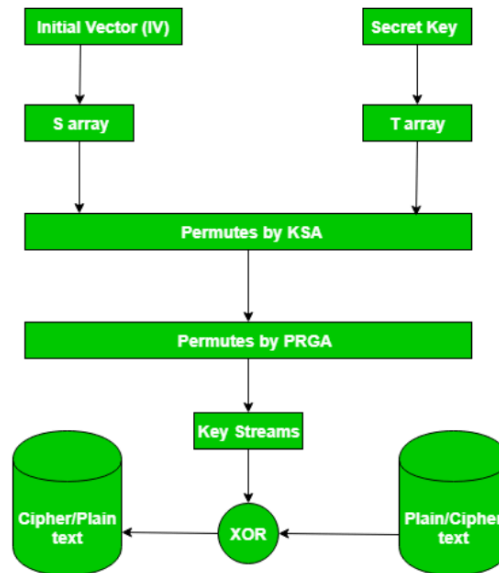 Initial Vector (IV)
Secret Key
S array
T array
Permutes by KSA
Permutes by PRGA
Key Streams
Cipher/Plain
text
XOR
Plain/Cipher
text